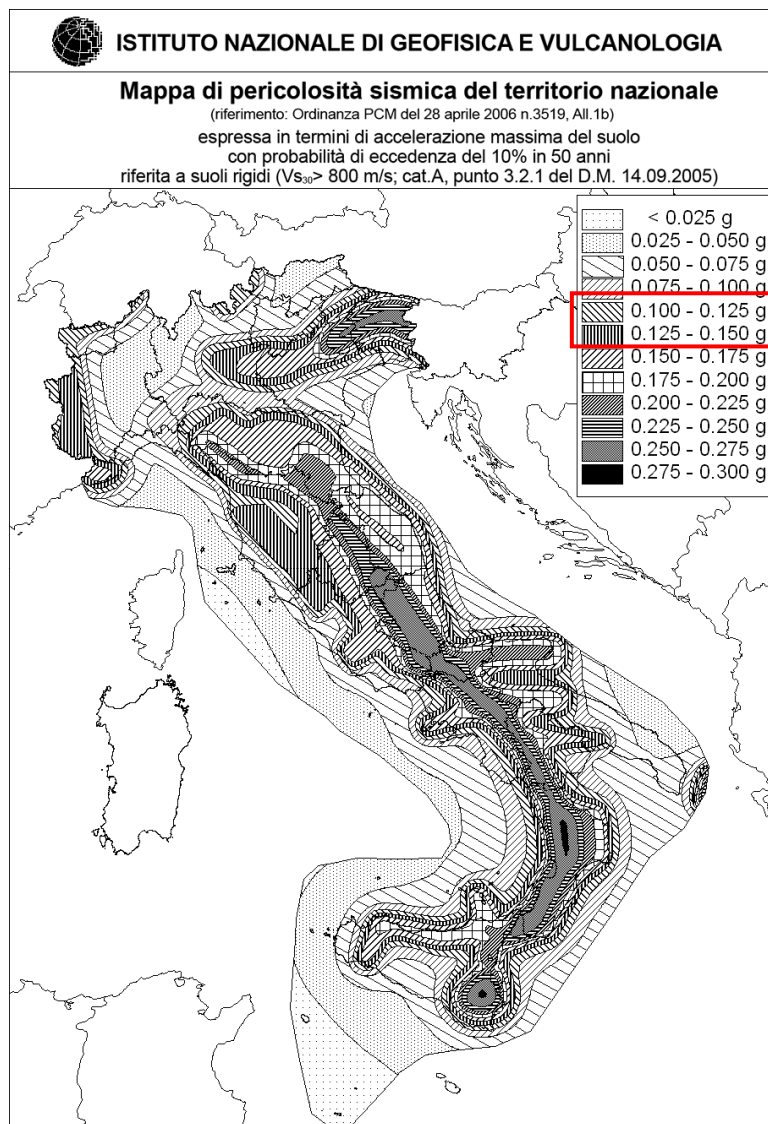 ISTITUTO NAZIONALE DI GEOFISICA E VULCANOLOGIA
Mappa di pericolosità sismica del territorio nazionale
(riferimento: Ordinanza PCM del 28 aprile 2006 n.3519, All.1b)
espressa in termini di accelerazione massima del suolo
con probabilità di eccedenza del 10% in 50 anni
riferita a suoli rigidi (Vs₃₀> 800 m/s; cat.A, punto 3.2.1 del D.M. 14.09.2005)
< 0.025 g
0.025 - 0.050 g
0.050 - 0.075 g
0.075 - 0.100 g
0.100 - 0.125 g
0.125 - 0.150 g
0.150 - 0.175 g
0.175 - 0.200 g
0.200 - 0.225 g
0.225 - 0.250 g
0.250 - 0.275 g
0.275 - 0.300 g